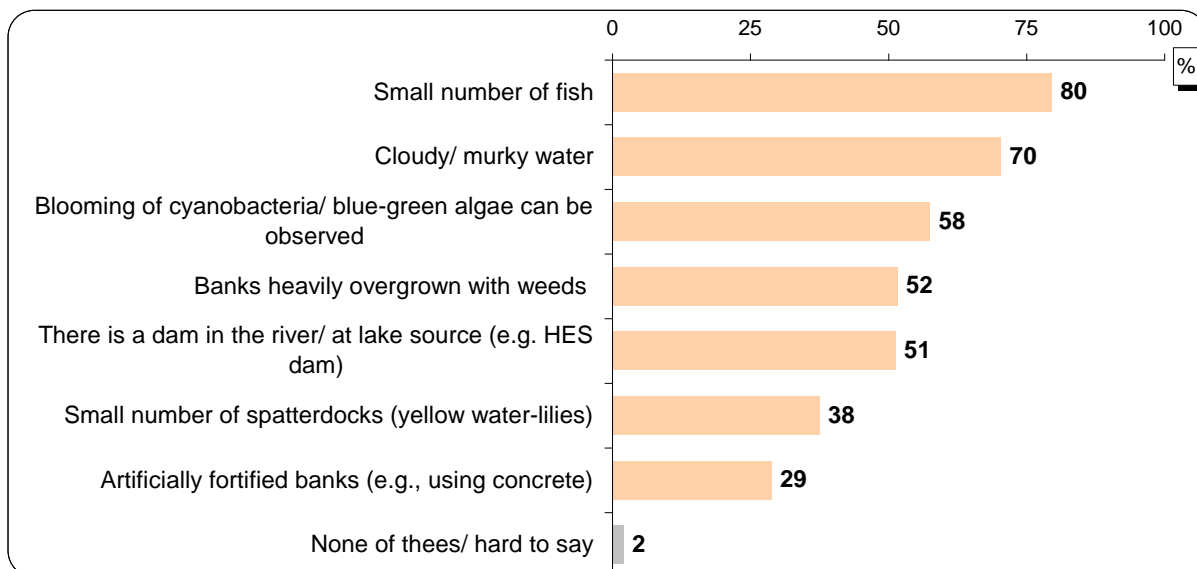 0 25 50 75 100
%
Small number of fish 80
Cloudy/ murky water 70
Blooming of cyanobacteria/ blue-green algae can be
observed 58
Banks heavily overgrown with weeds 52
There is a dam in the river/ at lake source (e.g. HES
dam) 51
Small number of spatterdocks (yellow water-lilies) 38
Artificially fortified banks (e.g., using concrete) 29
None of thees/ hard to say 2